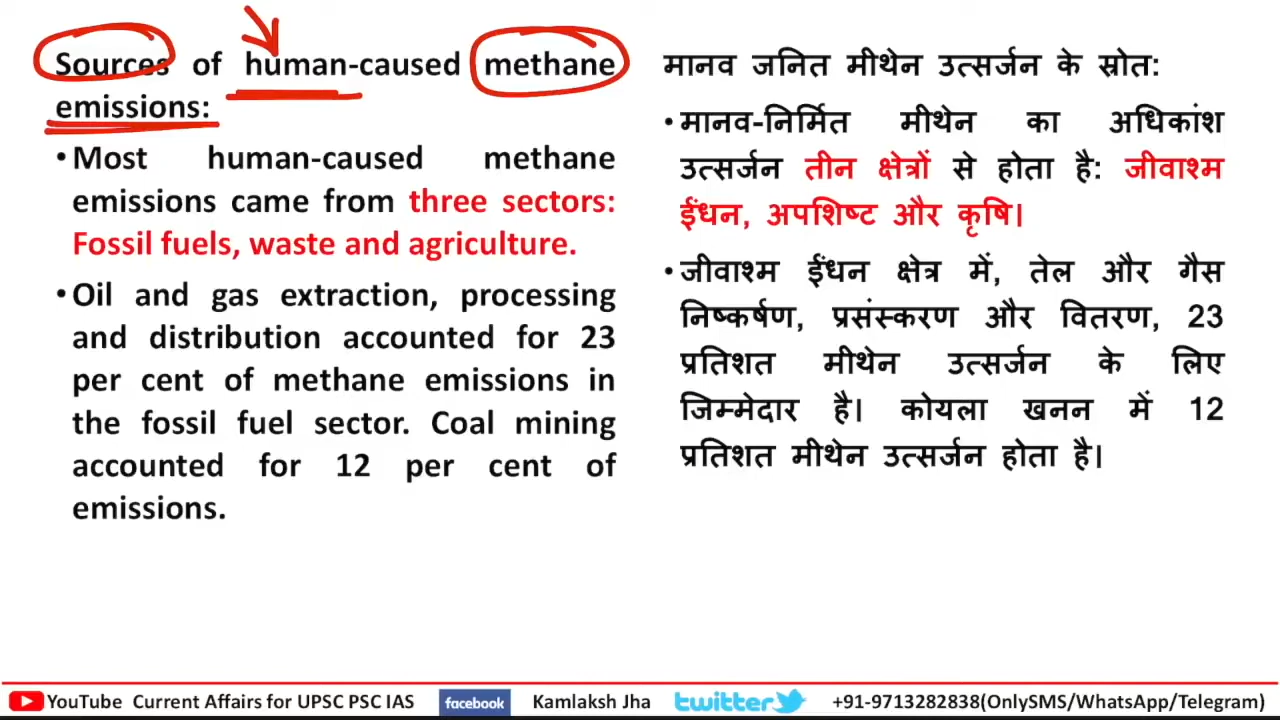 Sources of human-caused methane
emissions:
• Most human-caused methane
emissions came from three sectors:
Fossil fuels, waste and agriculture.
• Oil and gas extraction, processing
and distribution accounted for 23
per cent of methane emissions in
the fossil fuel sector. Coal mining
accounted for 12 per cent of
emissions.
मानव जनित मीथेन उत्सर्जन के स्रोत:
• मानव-निर्मित मीथेन का अधिकांश
उत्सर्जन तीन क्षेत्रों से होता है: जीवाश्म
ईंधन, अपशिष्ट और कृषि।
• जीवाश्म ईंधन क्षेत्र में, तेल और गैस
निष्कर्षण, प्रसंस्करण और वितरण, 23
प्रतिशत मीथेन उत्सर्जन के लिए
जिम्मेदार है। कोयला खनन में 12
प्रतिशत मीथेन उत्सर्जन होता है।
YouTube Current Affairs for UPSC PSC IAS facebook Kamlaksh Jha twitter +91-9713282838(OnlySMS/WhatsApp/Telegram)